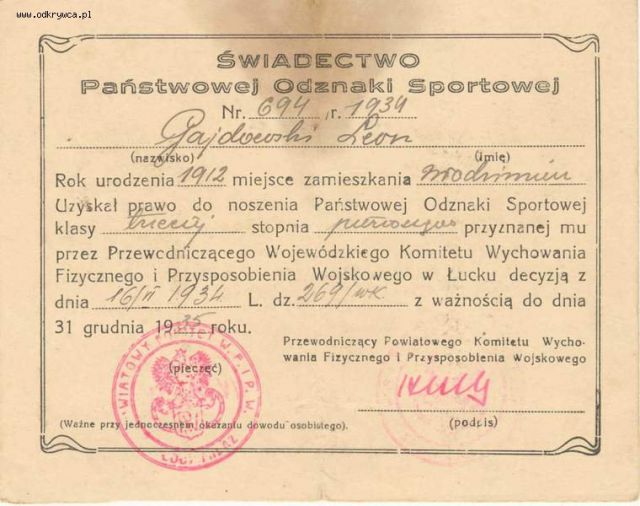 www.odkrywca.pl
ŚWIADECTWO
Państwowej Odznaki Sportowej
Nr. 694 r. 1934
Leon
(nazwisko) (imię)
Rok urodzenia 1912 miejsce zamieszkania
Uzyskał prawo do noszenia Państwowej Odznaki Sportowej
klasy trzeciej stopnia pierwszego przyznanej mu
przez Przewodniczącego Wojewódzkiego Komitetu Wychowania
Fizycznego i Przysposobienia Wojskowego w Łucku decyzją z
dnia 16/II 1934 L. dz. 269/wk. z ważnością do dnia
31 grudnia 1935 roku.
Przewodniczący Powiatowego Komitetu Wycho-
wania Fizycznego i Przysposobienia Wojskowego
(pieczęć)
(podpis)
(Ważne przy jednoczesnem okazaniu dowodu osobistego).